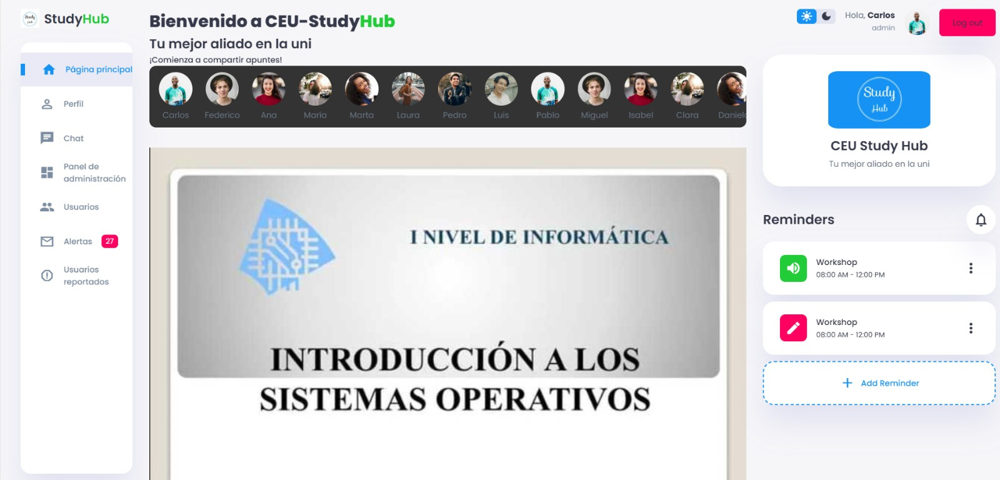 Study
Hub
StudyHub
Página principal
Perfil
Chat
Panel de
administración
Usuarios
Alertas 27
Usuarios
reportados
Bienvenido a CEU-StudyHub
Tu mejor aliado en la uni
¡Comienza a compartir apuntes!
Carlos Federico Ana María Marta Laura Pedro Luis Pablo Miguel Isabel Clara Daniel
I NIVEL DE INFORMÁTICA
INTRODUCCIÓN A LOS
SISTEMAS OPERATIVOS
Hola, Carlos
admin
Log out
Study
Hub
CEU Study Hub
Tu mejor aliado en la uni
Reminders
Workshop
08:00 AM - 12:00 PM
Workshop
08:00 AM - 12:00 PM
Add Reminder